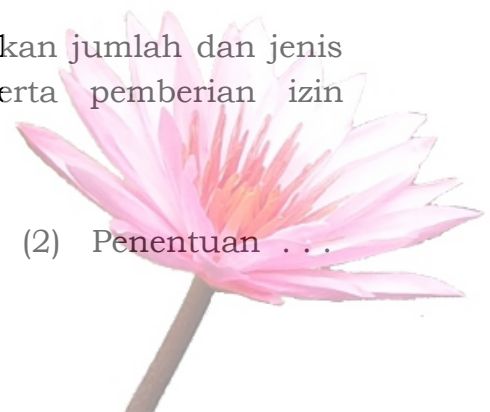 kan jumlah dan jenis
erta pemberian izin
(2) Penentuan . . .